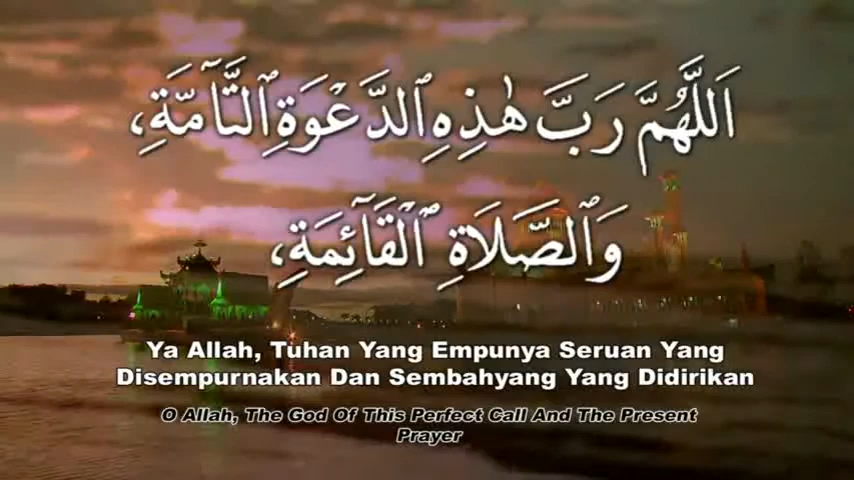 اَللَّهُمَّ رَبَّ هٰذِهِ ٱلدَّعْوَةِ ٱلتَّآمَّةِ،
وَٱلصَّلَاةِ ٱلْقَآئِمَةِ،
Ya Allah, Tuhan Yang Empunya Seruan Yang
Disempurnakan Dan Sembahyang Yang Didirikan
O Allah, The God Of This Perfect Call And The Present
Prayer